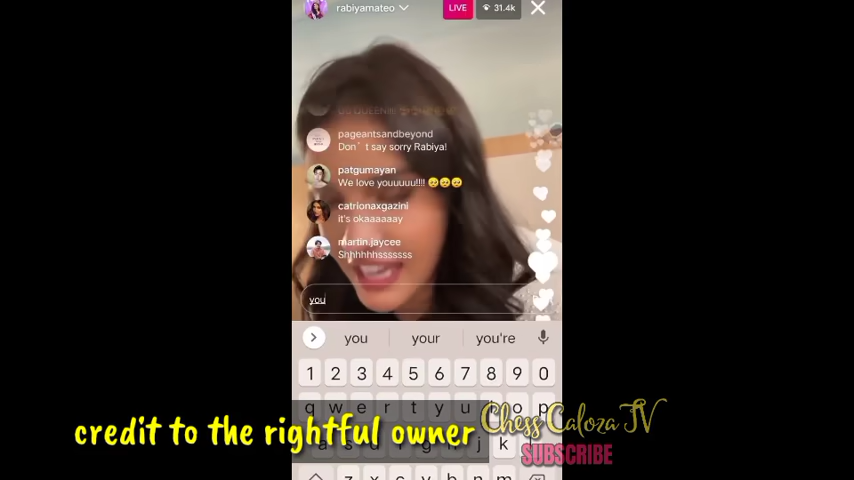 rabiyamateo
LIVE
31.4k
QUEEN!!!
pageantsandbeyond
Don't say sorry Rabiya!
patgumayan
We love youuuuu!!!! 🥺🥺🥺
catrionaxgazini
it's okaaaaaay
martin.jaycee
Shhhhhhsssssss
you
you your you're
1 2 3 4 5 6 7 8 9 0
q w e r t y u i o p
a s d f g h j k l
z x c v b n m
credit to the rightful owner
Chess Caloza TV
SUBSCRIBE